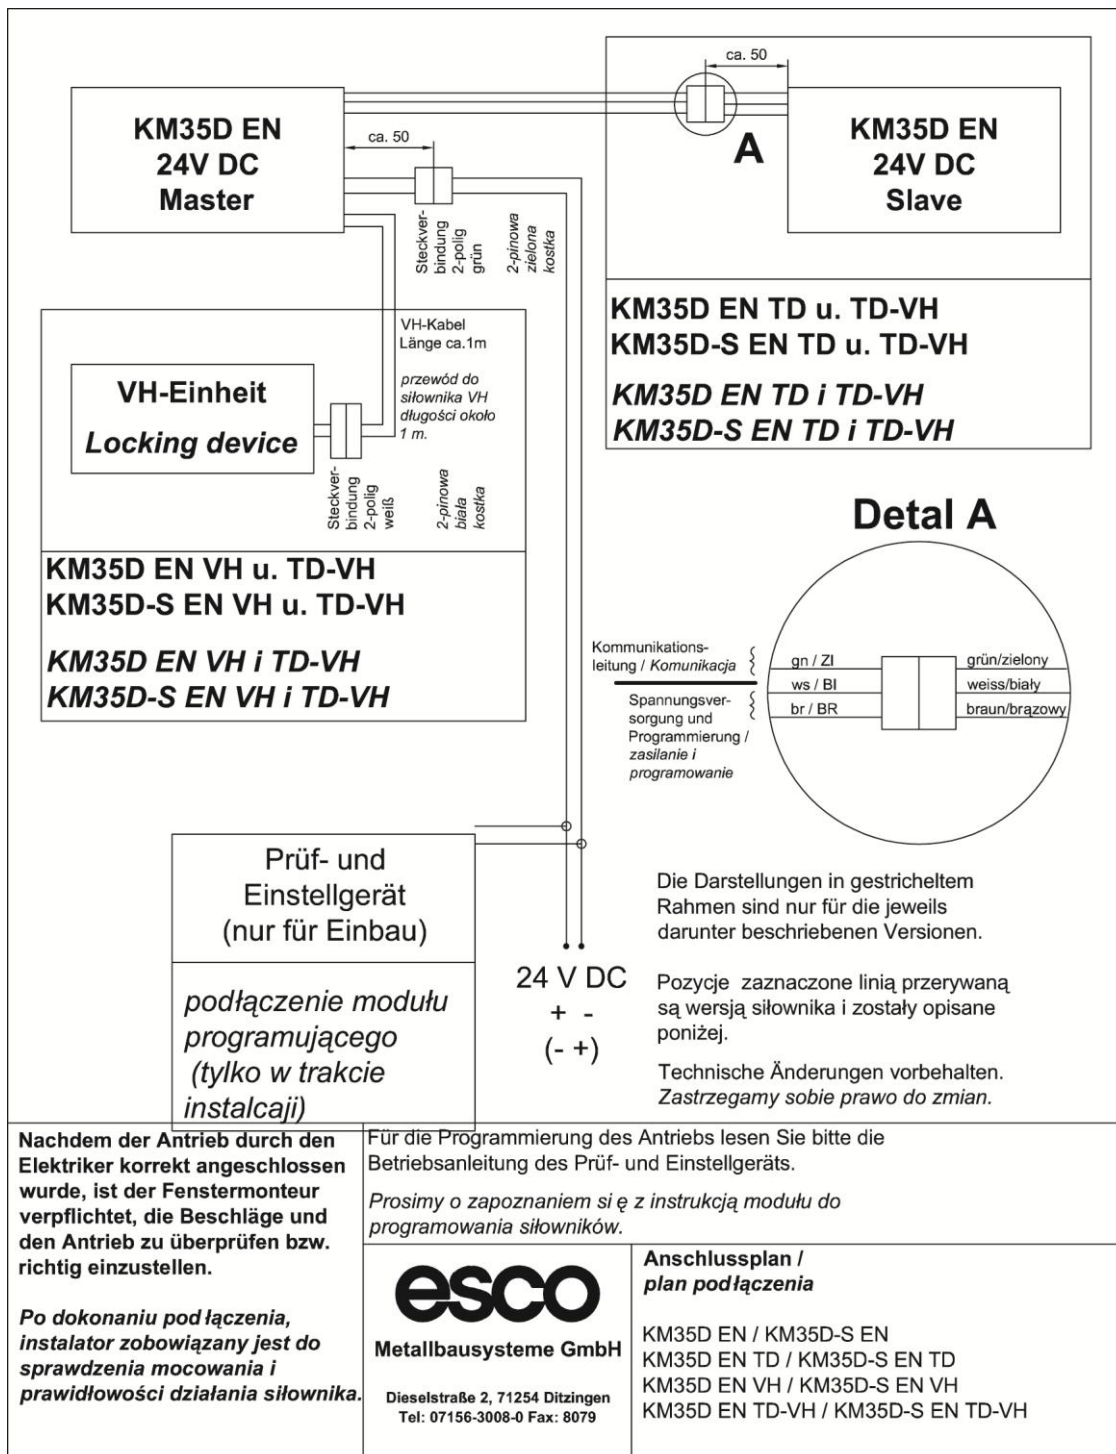 KM35D EN
24V DC
Master
ca. 50
ca. 50
A
KM35D EN
24V DC
Slave
Steckver-
bindung
2-polig
grün
2-pinowa
zielona
kostka
KM35D EN TD u. TD-VH
KM35D-S EN TD u. TD-VH
KM35D EN TD i TD-VH
KM35D-S EN TD i TD-VH
VH-Kabel
Länge ca.1m
przewód do
siłownika VH
długości około
1 m.
VH-Einheit
Locking device
Steckver-
bindung
2-polig
weiß
2-pinowa
biała
kostka
KM35D EN VH u. TD-VH
KM35D-S EN VH u. TD-VH
KM35D EN VH i TD-VH
KM35D-S EN VH i TD-VH
Detal A
Kommunikations-
leitung / Komunikacja
Spannungsver-
sorgung und
Programmierung /
zasilanie i
programowanie
gn / ZI
ws / BI
br / BR
grün/zielony
weiss/biały
braun/brązowy
Prüf- und
Einstellgerät
(nur für Einbau)
podłączenie modułu
programującego
(tylko w trakcie
instalcaji)
24 V DC
+ -
(- +)
Die Darstellungen in gestricheltem
Rahmen sind nur für die jeweils
darunter beschriebenen Versionen.
Pozycje zaznaczone linią przerywaną
są wersją siłownika i zostały opisane
poniżej.
Technische Änderungen vorbehalten.
Zastrzegamy sobie prawo do zmian.
Nachdem der Antrieb durch den
Elektriker korrekt angeschlossen
wurde, ist der Fenstermonteur
verpflichtet, die Beschläge und
den Antrieb zu überprüfen bzw.
richtig einzustellen.
Po dokonaniu pod łączenia,
instalator zobowiązany jest do
sprawdzenia mocowania i
prawidłowości działania siłownika.
Für die Programmierung des Antriebs lesen Sie bitte die
Betriebsanleitung des Prüf- und Einstellgeräts.
Prosimy o zapoznaniem si ę z instrukcją modułu do
programowania siłowników.
esco
Metallbausysteme GmbH
Dieselstraße 2, 71254 Ditzingen
Tel: 07156-3008-0 Fax: 8079
Anschlussplan /
plan podłączenia
KM35D EN / KM35D-S EN
KM35D EN TD / KM35D-S EN TD
KM35D EN VH / KM35D-S EN VH
KM35D EN TD-VH / KM35D-S EN TD-VH